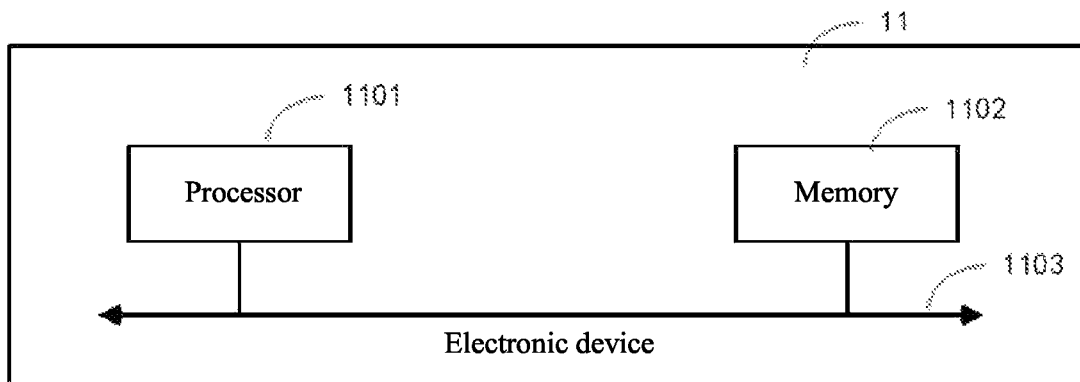 11
1101
1102
Processor
Memory
1103
Electronic device